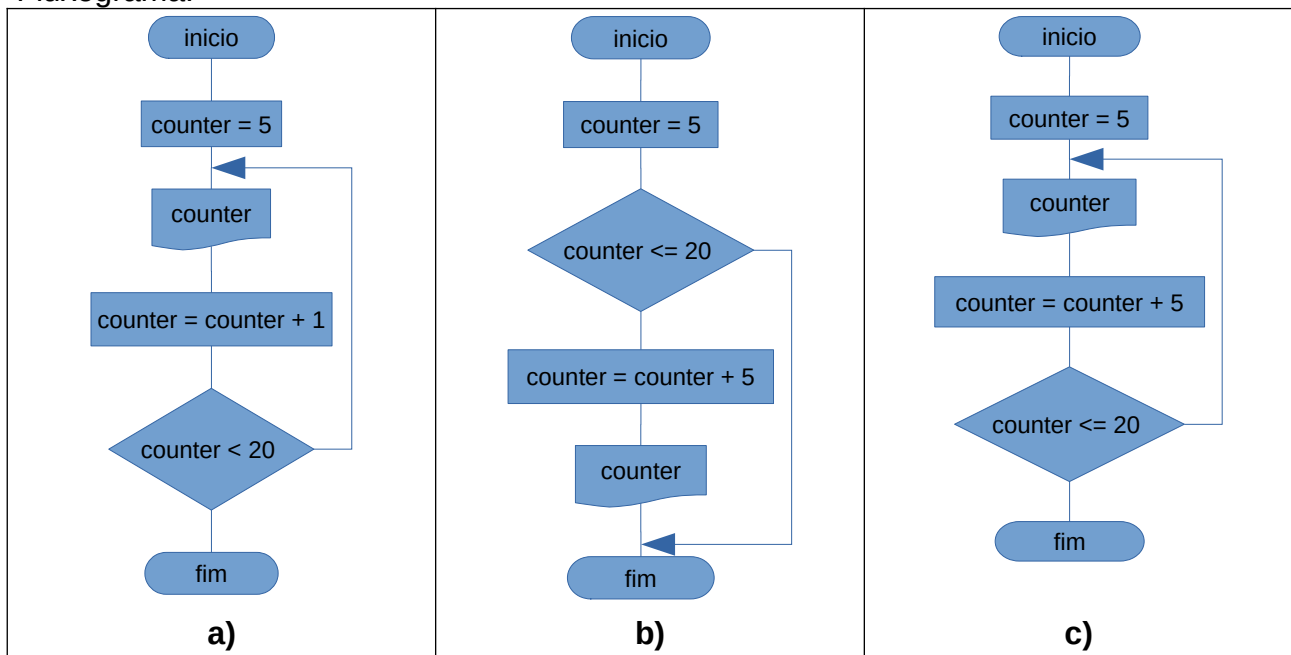 Fluxograma.
inicio
counter = 5
counter
counter = counter + 1
counter < 20
fim
a)
inicio
counter = 5
counter <= 20
counter = counter + 5
counter
fim
b)
inicio
counter = 5
counter
counter = counter + 5
counter <= 20
fim
c)